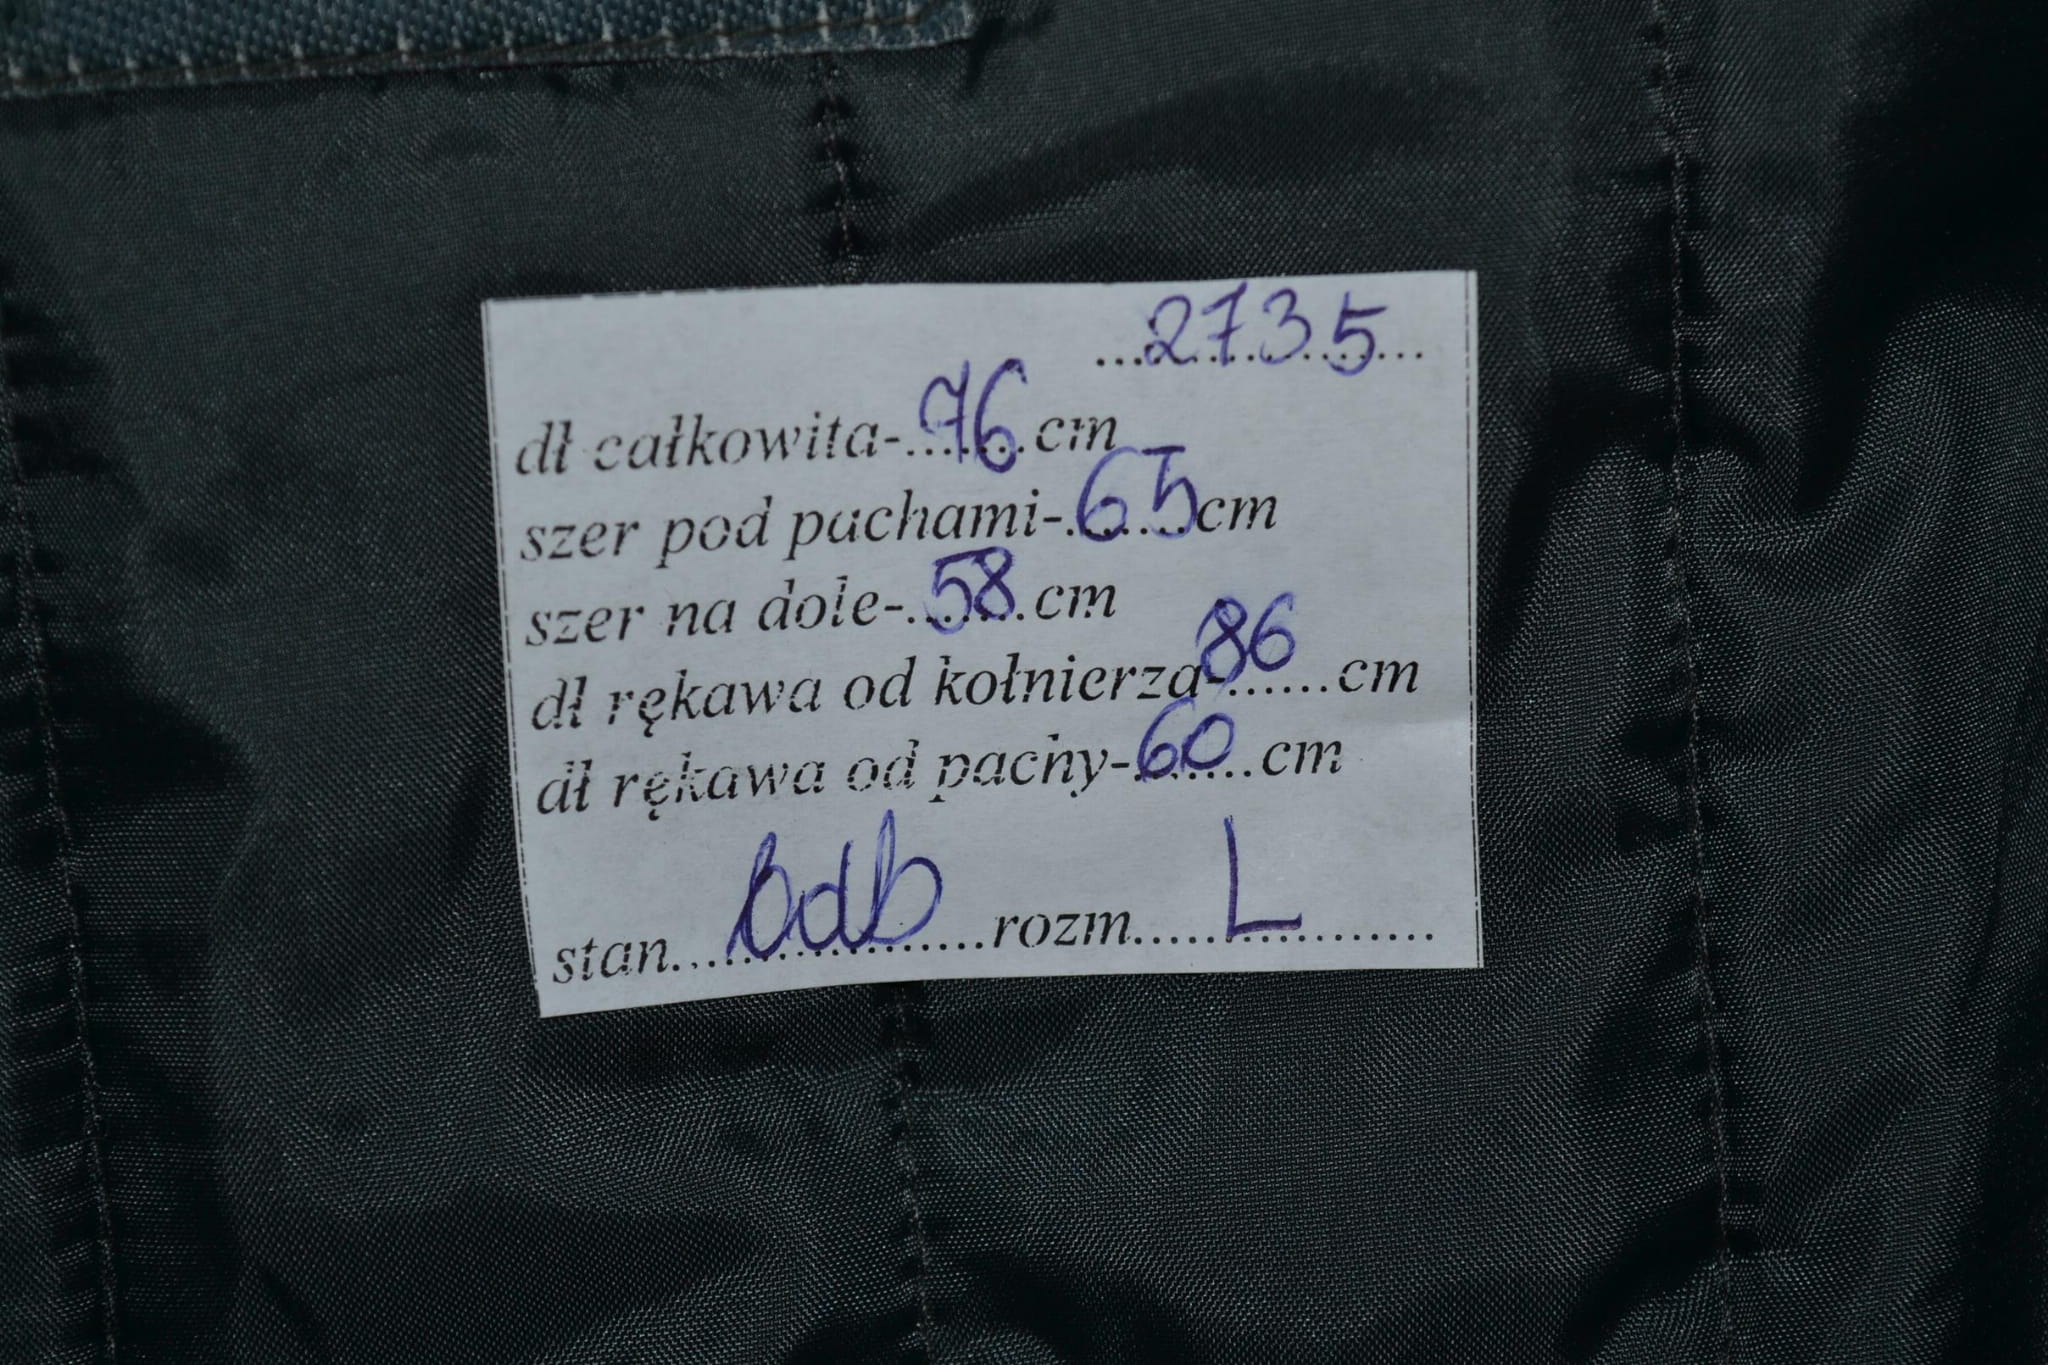 ...2735...
dł całkowita-...76...cm
szer pod pachami-...65...cm
szer na dole-...58...cm
dł rękawa od kołnierza-86......cm
dł rękawa od pachy-...60...cm
stan...bdb...rozm...L...